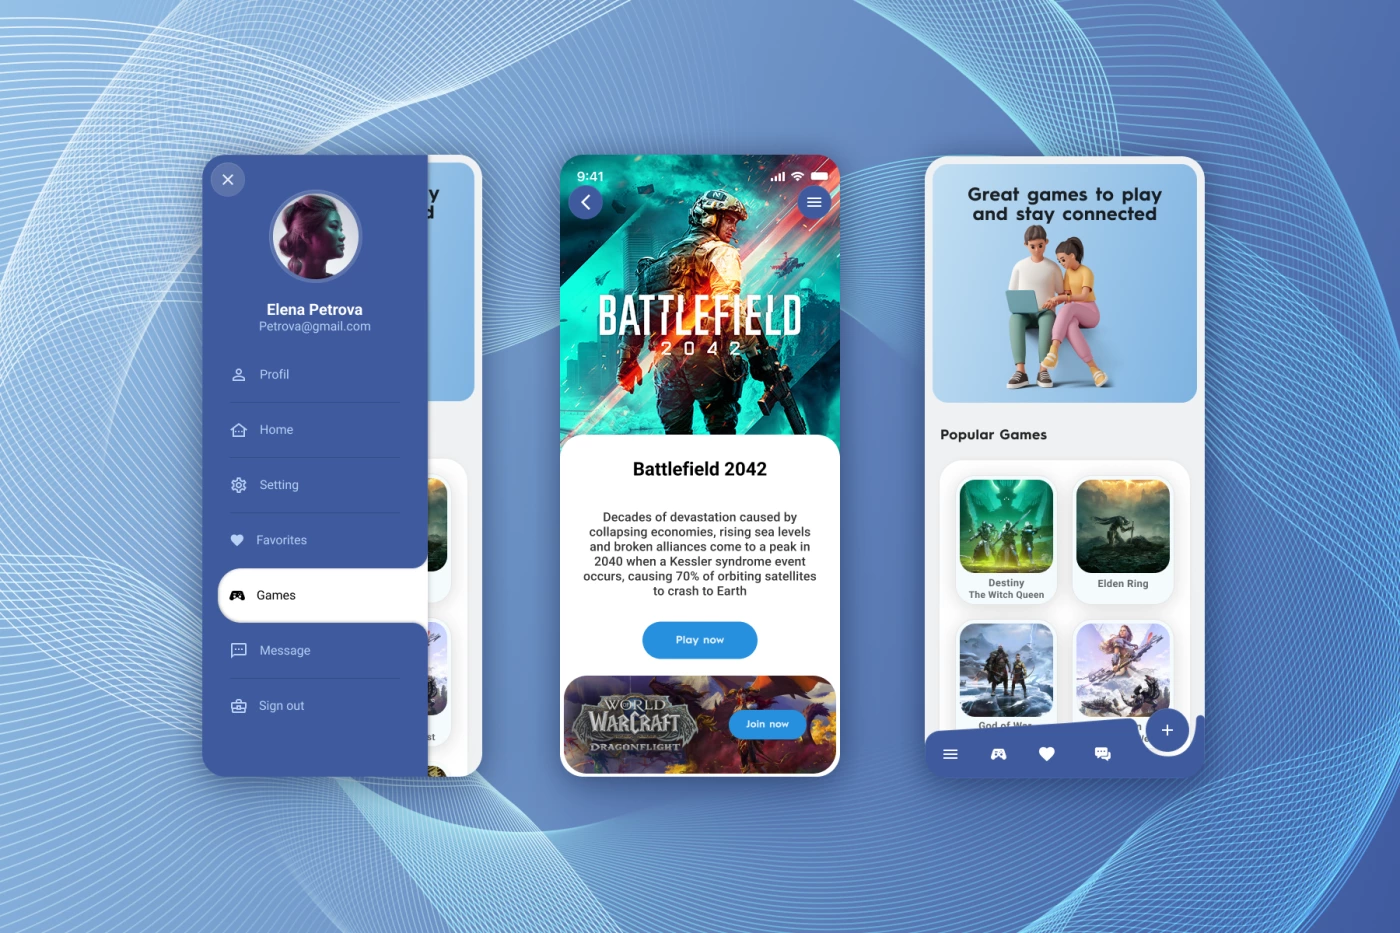 Elena Petrova
Petrova@gmail.com
Profil
Home
Setting
Favorites
Games
Message
Sign out
y
d
st
9:41
BATTLEFIELD
2042
Battlefield 2042
Decades of devastation caused by
collapsing economies, rising sea levels
and broken alliances come to a peak in
2040 when a Kessler syndrome event
occurs, causing 70% of orbiting satellites
to crash to Earth
Play now
WORLD
OF
WARCRAFT
DRAGONFLIGHT
Join now
Great games to play
and stay connected
Popular Games
Destiny
The Witch Queen
Elden Ring
God of War